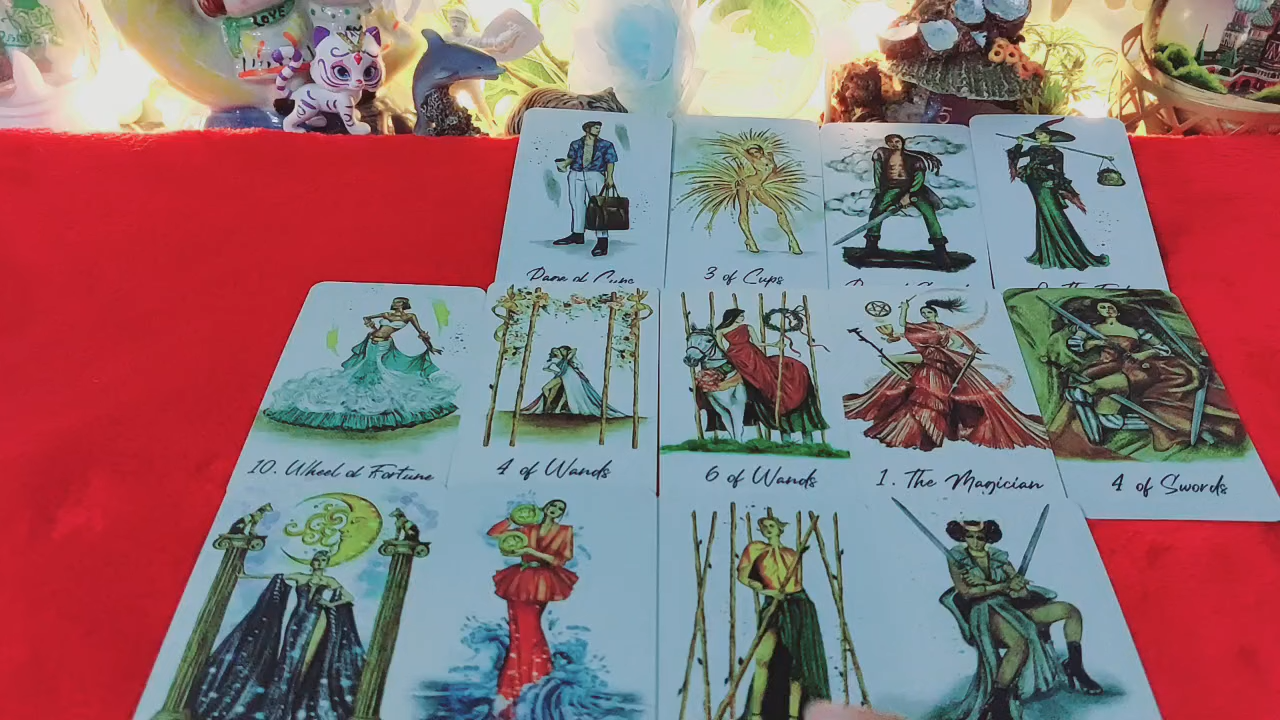 LOVE
3 of Cups
10. Wheel of Fortune
4 of Wands
6 of Wands
1. The Magician
4 of Swords